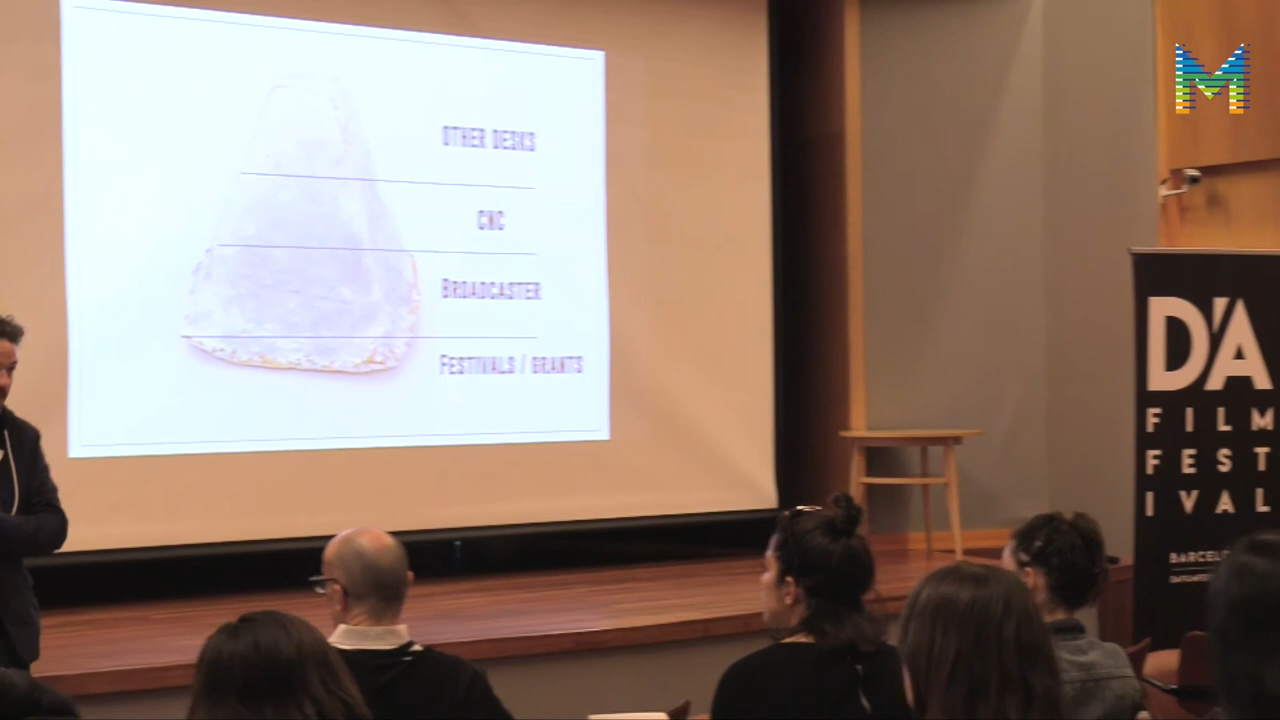 OTHER DESKS
CNC
BROADCASTER
FESTIVALS / GRANTS
M
D'A
FILM
FEST
IVAL